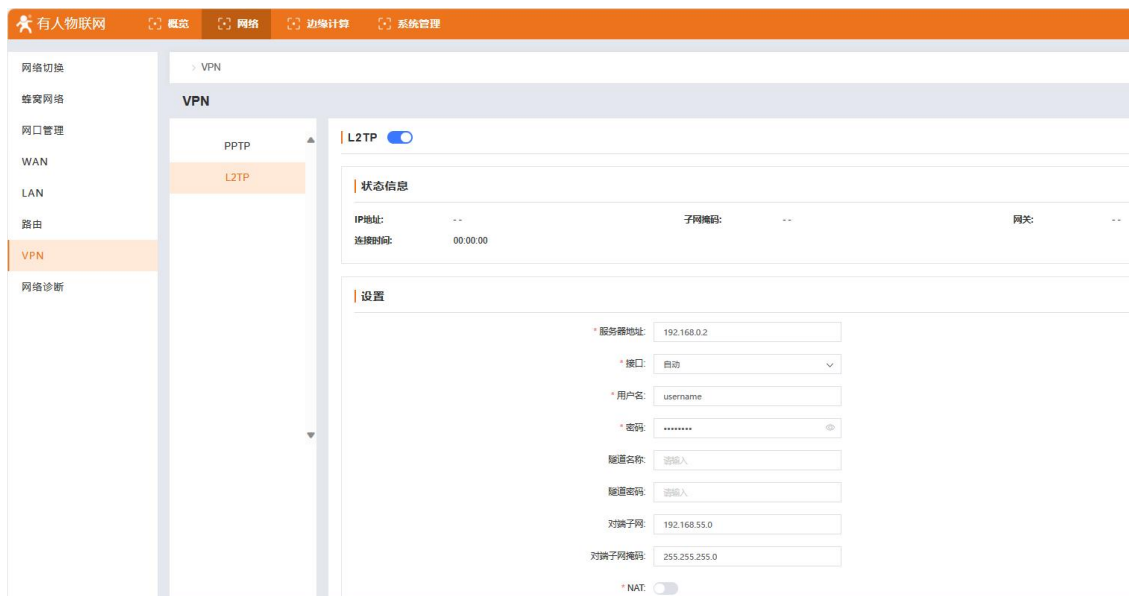 有人物联网 概览 网络 边缘计算 系统管理
网络切换
蜂窝网络
网口管理
WAN
LAN
路由
VPN
网络诊断
> VPN
VPN
PPTP
L2TP
L2TP
状态信息
IP地址: - - 子网掩码: - - 网关: - -
连接时间: 00:00:00
设置
* 服务器地址: 192.168.0.2
* 接口: 自动
* 用户名: username
* 密码: ••••••••
隧道名称: 请输入
隧道密码: 请输入
对端子网: 192.168.55.0
对端子网掩码: 255.255.255.0
* NAT: